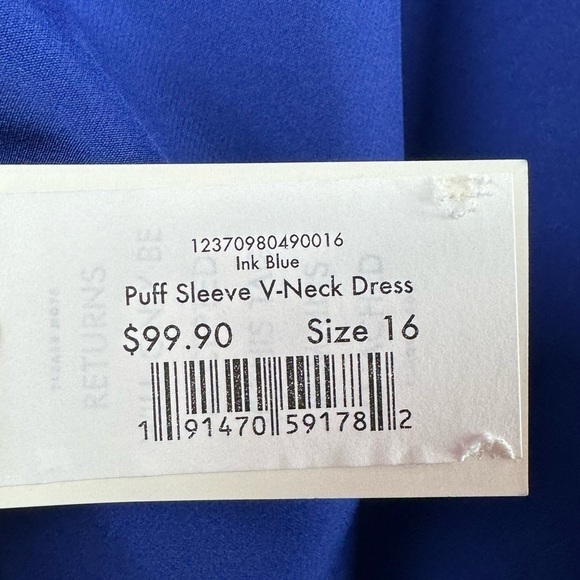 12370980490016
Ink Blue
Puff Sleeve V-Neck Dress
$99.90 Size 16
1 91470 59178 2
RETURNS